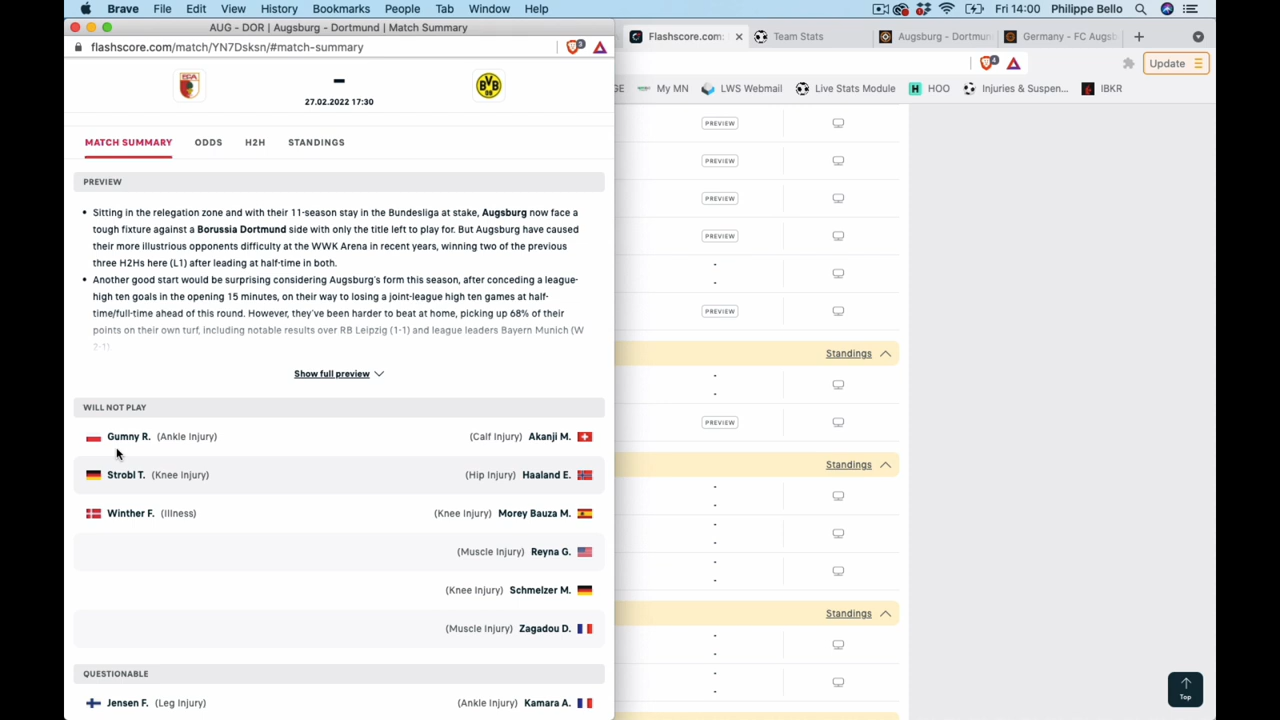 Brave File Edit View History Bookmarks People Tab Window Help Fri 14:00 Philippe Bello
AUG - DOR | Augsburg - Dortmund | Match Summary
flashscore.com/match/YN7Dsksn/#match-summary
3
Flashscore.com:
Team Stats
Augsburg - Dortmun
Germany - FC Augsb
4
Update
GE
My MN
LWS Webmail
Live Stats Module
HOO
Injuries & Suspen...
IBKR
-
27.02.2022 17:30
MATCH SUMMARY ODDS H2H STANDINGS
PREVIEW
• Sitting in the relegation zone and with their 11-season stay in the Bundesliga at stake, Augsburg now face a
tough fixture against a Borussia Dortmund side with only the title left to play for. But Augsburg have caused
their more illustrious opponents difficulty at the WWK Arena in recent years, winning two of the previous
three H2Hs here (L1) after leading at half-time in both.
• Another good start would be surprising considering Augsburg's form this season, after conceding a league-
high ten goals in the opening 15 minutes, on their way to losing a joint-league high ten games at half-
time/full-time ahead of this round. However, they've been harder to beat at home, picking up 68% of their
points on their own turf, including notable results over RB Leipzig (1-1) and league leaders Bayern Munich (W
2-1).
Show full preview
WILL NOT PLAY
Gumny R. (Ankle Injury) (Calf Injury) Akanji M.
Strobl T. (Knee Injury) (Hip Injury) Haaland E.
Winther F. (Illness) (Knee Injury) Morey Bauza M.
(Muscle Injury) Reyna G.
(Knee Injury) Schmelzer M.
(Muscle Injury) Zagadou D.
QUESTIONABLE
Jensen F. (Leg Injury) (Ankle Injury) Kamara A.
PREVIEW
PREVIEW
PREVIEW
PREVIEW
-
-
PREVIEW
Standings
-
-
PREVIEW
Standings
-
-
-
-
-
-
Standings
-
-
-
-
Top